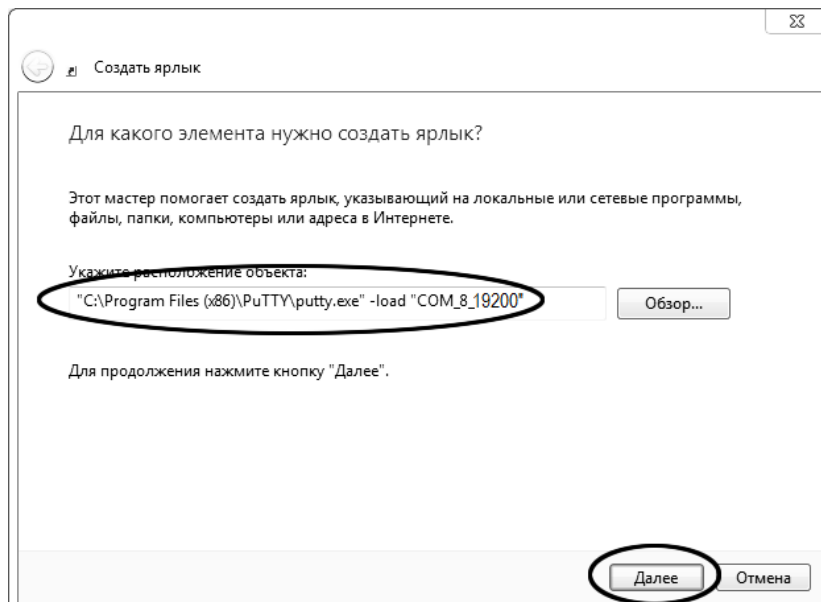 Создать ярлык
Для какого элемента нужно создать ярлык?
Этот мастер помогает создать ярлык, указывающий на локальные или сетевые программы,
файлы, папки, компьютеры или адреса в Интернете.
Укажите расположение объекта:
"C:\Program Files (x86)\PuTTY\putty.exe" -load "COM_8_19200"
Обзор...
Для продолжения нажмите кнопку "Далее".
Далее
Отмена